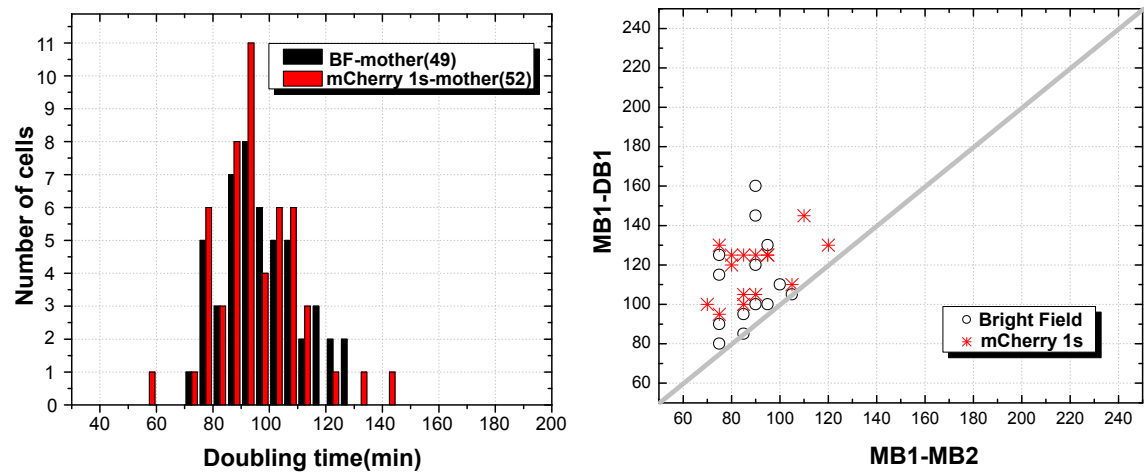 11
10
9
8
7
6
5
4
3
2
1
0
Number of cells
BF-mother(49)
mCherry 1s-mother(52)
40 60 80 100 120 140 160 180 200
Doubling time(min)
240
220
200
180
160
140
120
100
80
60
MB1-DB1
Bright Field
mCherry 1s
60 80 100 120 140 160 180 200 220 240
MB1-MB2